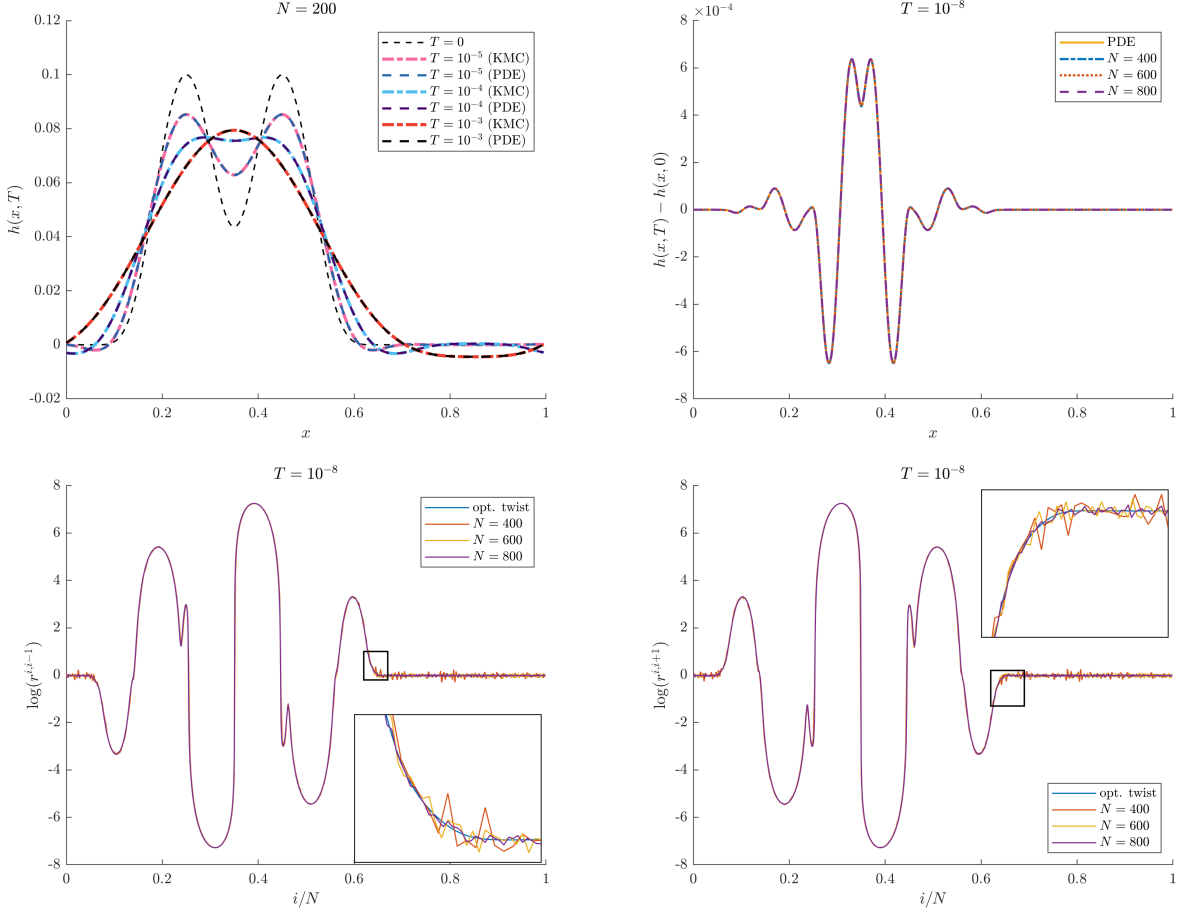 N = 200
h(x, T)
0.12
0.1
0.08
0.06
0.04
0.02
0
-0.02
T = 0
T = 10⁻⁵ (KMC)
T = 10⁻⁵ (PDE)
T = 10⁻⁴ (KMC)
T = 10⁻⁴ (PDE)
T = 10⁻³ (KMC)
T = 10⁻³ (PDE)
0 0.2 0.4 0.6 0.8 1
x
T = 10⁻⁸
×10⁻⁴
h(x, T) − h(x, 0)
8
6
4
2
0
-2
-4
-6
-8
PDE
N = 400
N = 600
N = 800
0 0.2 0.4 0.6 0.8 1
x
T = 10⁻⁸
log(rⁱ,ⁱ⁻¹)
8
6
4
2
0
-2
-4
-6
-8
opt. twist
N = 400
N = 600
N = 800
0 0.2 0.4 0.6 0.8 1
i/N
T = 10⁻⁸
log(rⁱ,ⁱ⁺¹)
8
6
4
2
0
-2
-4
-6
-8
opt. twist
N = 400
N = 600
N = 800
0 0.2 0.4 0.6 0.8 1
i/N